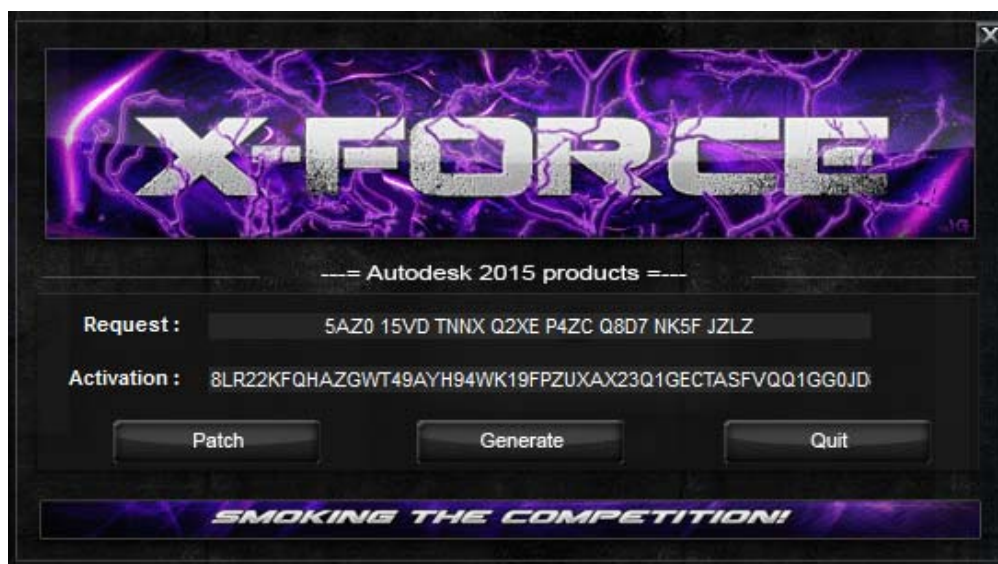 X
X-FORCE
.:IG
---= Autodesk 2015 products =---
Request : 5AZ0 15VD TNNX Q2XE P4ZC Q8D7 NK5F JZLZ
Activation : 8LR22KFQHAZGWT49AYH94WK19FPZUXAX23Q1GECTASFVQQ1GG0JD
Patch Generate Quit
SMOKING THE COMPETITION!